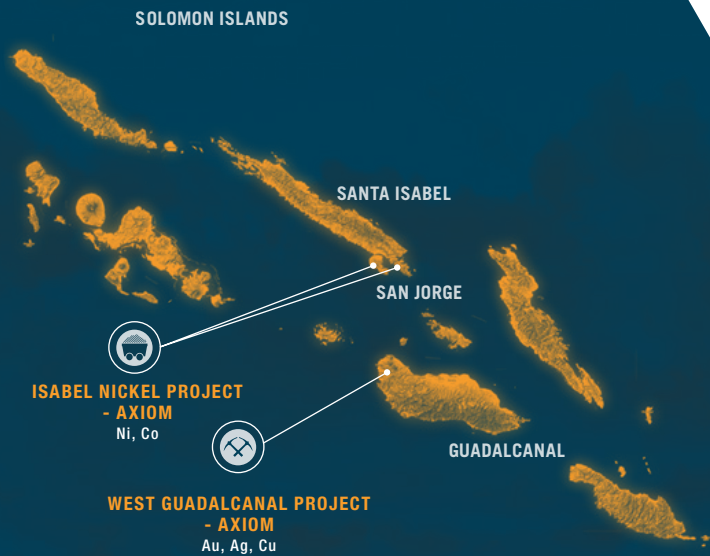 SOLOMON ISLANDS
SANTA ISABEL
SAN JORGE
ISABEL NICKEL PROJECT
- AXIOM
Ni, Co
GUADALCANAL
WEST GUADALCANAL PROJECT
- AXIOM
Au, Ag, Cu